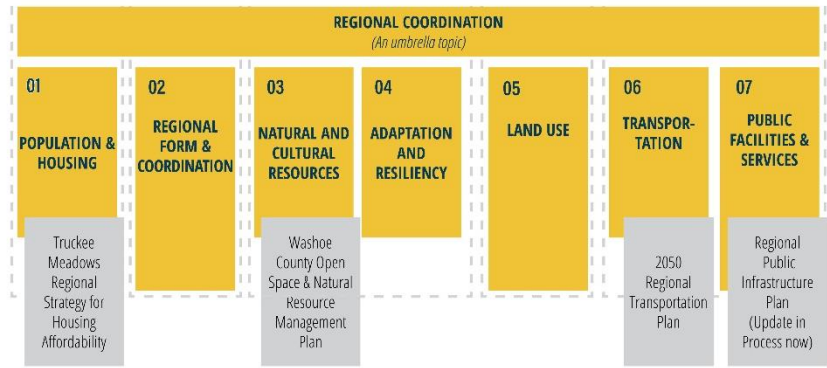 REGIONAL COORDINATION
(An umbrella topic)
01
POPULATION &
HOUSING
02
REGIONAL
FORM &
COORDINATION
03
NATURAL AND
CULTURAL
RESOURCES
04
ADAPTATION
AND
RESILIENCY
05
LAND USE
06
TRANSPOR-
TATION
07
PUBLIC
FACILITIES &
SERVICES
Truckee
Meadows
Regional
Strategy for
Housing
Affordability
Washoe
County Open
Space & Natural
Resource
Management
Plan
2050
Regional
Transportation
Plan
Regional
Public
Infrastructure
Plan
(Update in
Process now)